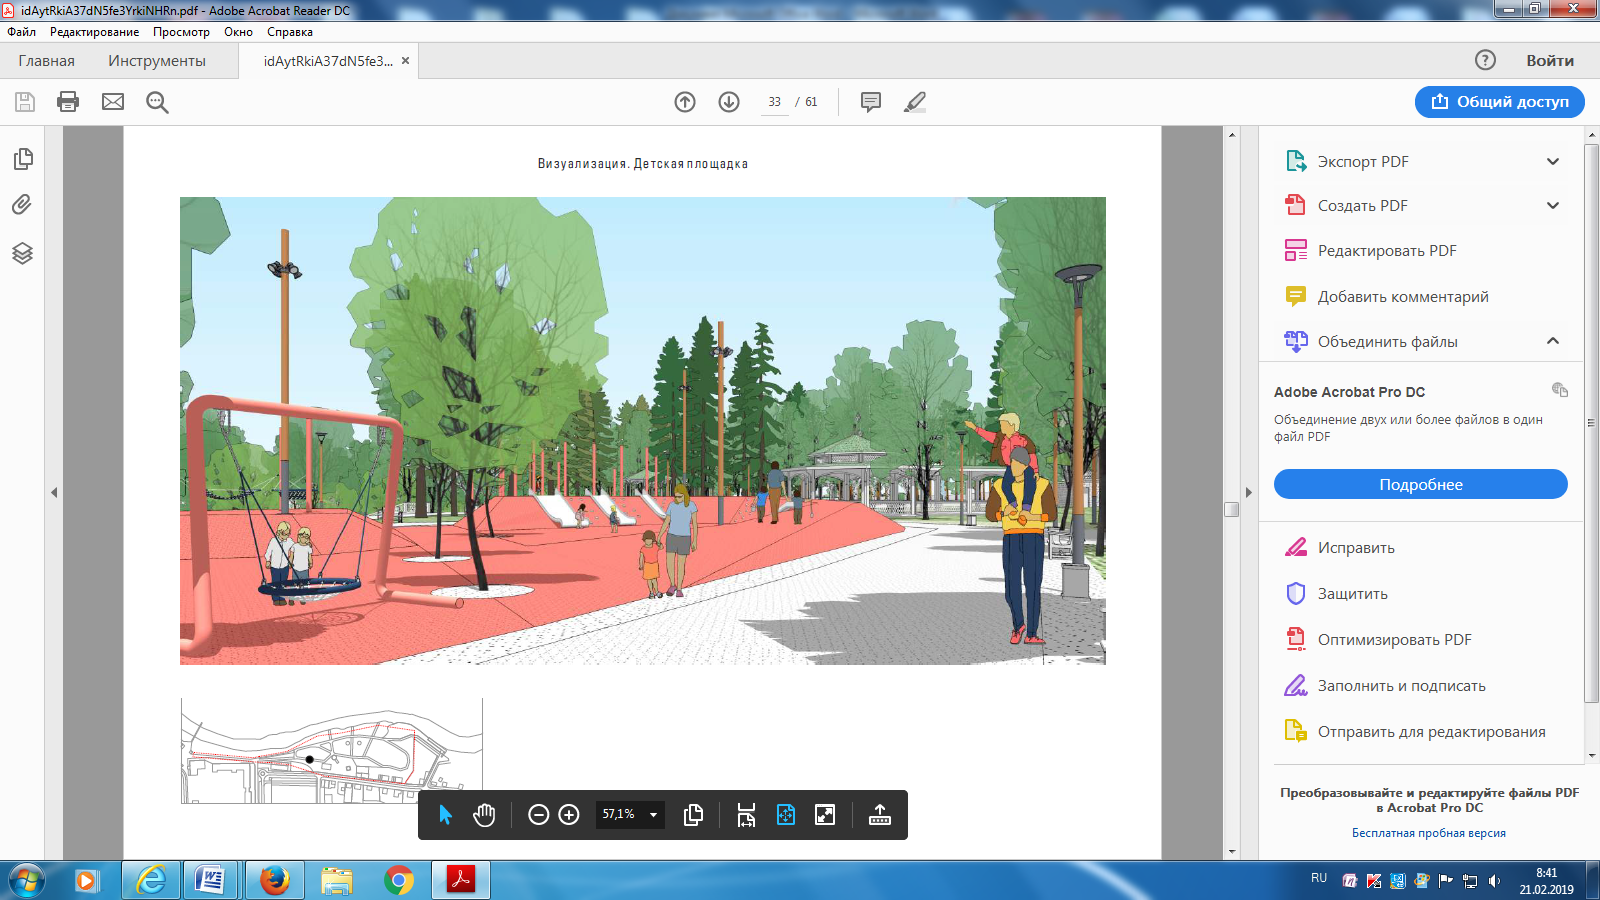 idAytRkiA37dN5fe3YrkiNHRn.pdf - Adobe Acrobat Reader DC
Файл Редактирование Просмотр Окно Справка
Главная Инструменты idAytRkiA37dN5fe3... × Войти
33 / 61 Общий доступ
Визуализация. Детская площадка
Экспорт PDF
Создать PDF
Редактировать PDF
Добавить комментарий
Объединить файлы
Adobe Acrobat Pro DC
Объединение двух или более файлов в один
файл PDF
Подробнее
Исправить
Защитить
Оптимизировать PDF
Заполнить и подписать
Отправить для редактирования
Преобразовывайте и редактируйте файлы PDF
в Acrobat Pro DC
Бесплатная пробная версия
57,1%
RU 8:41
21.02.2019